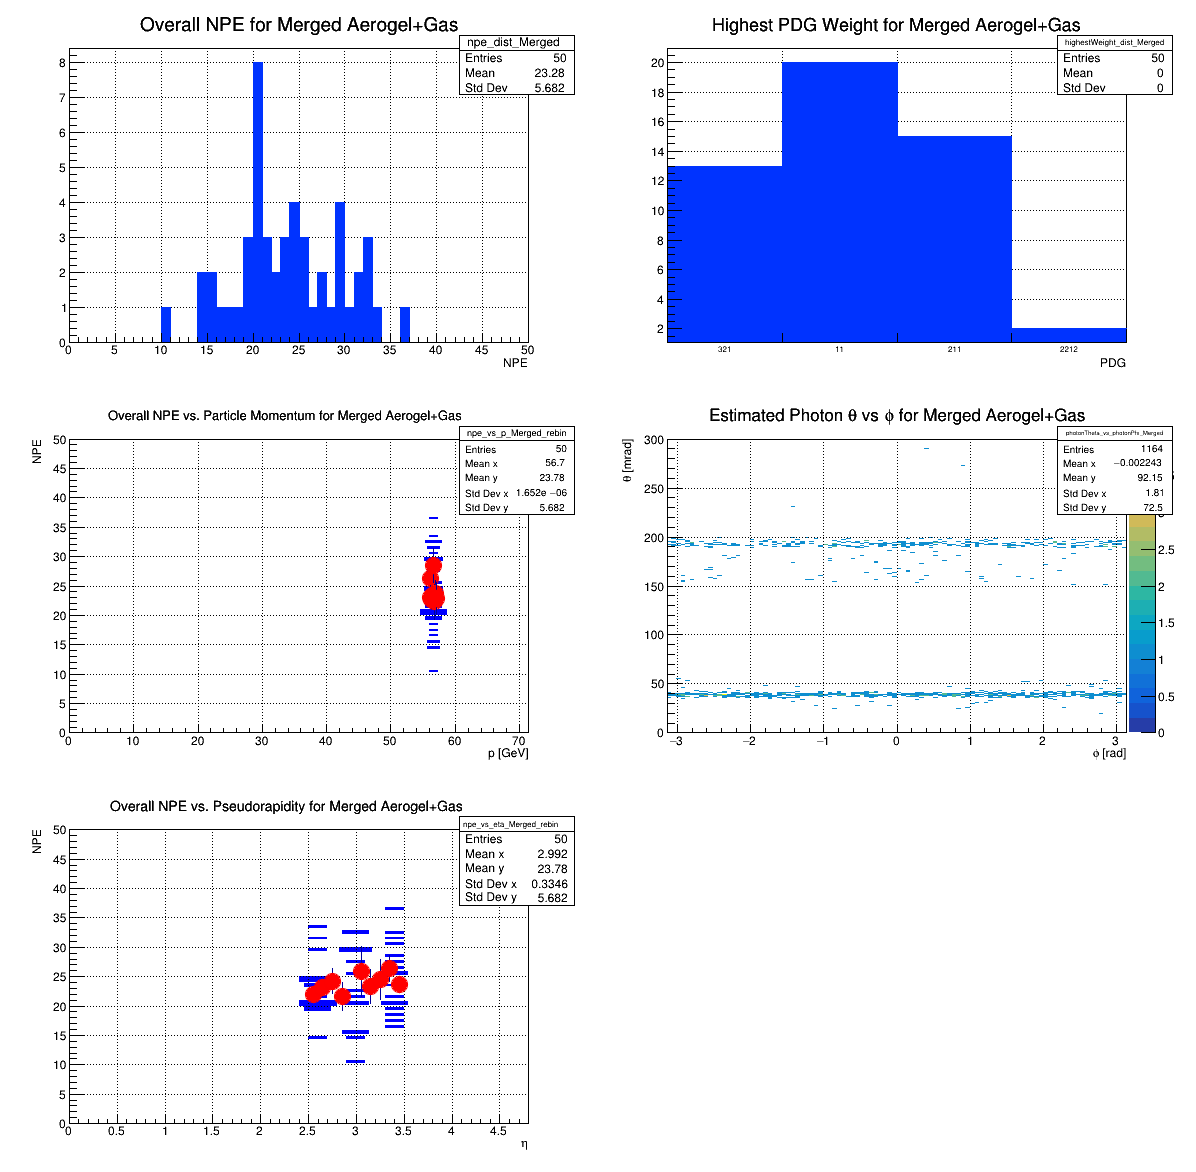 Overall NPE for Merged Aerogel+Gas
npe_dist_Merged
Entries 50
Mean 23.28
Std Dev 5.682
8
7
6
5
4
3
2
1
0
0 5 10 15 20 25 30 35 40 45 50
NPE
Highest PDG Weight for Merged Aerogel+Gas
highestWeight_dist_Merged
Entries 50
Mean 0
Std Dev 0
20
18
16
14
12
10
8
6
4
2
321 11 211 2212
PDG
Overall NPE vs. Particle Momentum for Merged Aerogel+Gas
npe_vs_p_Merged_rebin
Entries 50
Mean x 56.7
Mean y 23.78
Std Dev x 1.652e −06
Std Dev y 5.682
NPE
50
45
40
35
30
25
20
15
10
5
0
0 10 20 30 40 50 60 70
p [GeV]
Estimated Photon θ vs ϕ for Merged Aerogel+Gas
photonTheta_vs_photonPhi_Merged
Entries 1164
Mean x −0.002243
Mean y 92.15
Std Dev x 1.81
Std Dev y 72.5
θ [mrad]
300
250
200
150
100
50
0
−3 −2 −1 0 1 2 3
ϕ [rad]
2.5
2
1.5
1
0.5
0
Overall NPE vs. Pseudorapidity for Merged Aerogel+Gas
npe_vs_eta_Merged_rebin
Entries 50
Mean x 2.992
Mean y 23.78
Std Dev x 0.3346
Std Dev y 5.682
NPE
50
45
40
35
30
25
20
15
10
5
0
0 0.5 1 1.5 2 2.5 3 3.5 4 4.5
η